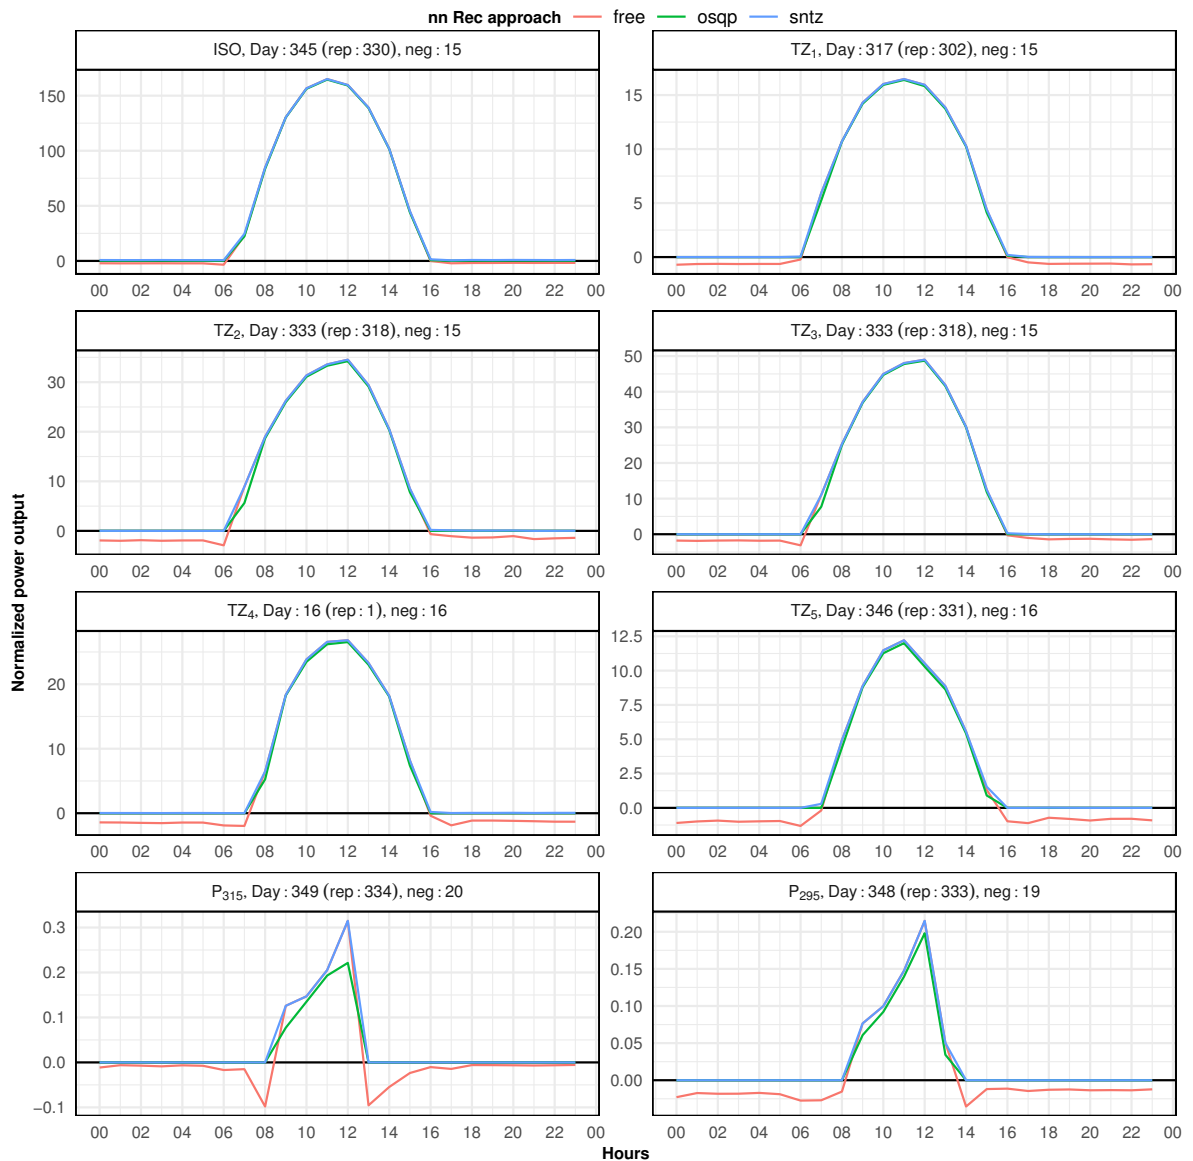 nn Rec approach free osqp sntz
ISO, Day : 345 (rep : 330), neg : 15
TZ1, Day : 317 (rep : 302), neg : 15
150
100
50
0
15
10
5
0
00 02 04 06 08 10 12 14 16 18 20 22 00
00 02 04 06 08 10 12 14 16 18 20 22 00
TZ2, Day : 333 (rep : 318), neg : 15
TZ3, Day : 333 (rep : 318), neg : 15
30
20
10
0
50
40
30
20
10
0
00 02 04 06 08 10 12 14 16 18 20 22 00
00 02 04 06 08 10 12 14 16 18 20 22 00
Normalized power output
TZ4, Day : 16 (rep : 1), neg : 16
TZ5, Day : 346 (rep : 331), neg : 16
20
10
0
12.5
10.0
7.5
5.0
2.5
0.0
00 02 04 06 08 10 12 14 16 18 20 22 00
00 02 04 06 08 10 12 14 16 18 20 22 00
P315, Day : 349 (rep : 334), neg : 20
P295, Day : 348 (rep : 333), neg : 19
0.3
0.2
0.1
0.0
−0.1
0.20
0.15
0.10
0.05
0.00
00 02 04 06 08 10 12 14 16 18 20 22 00
00 02 04 06 08 10 12 14 16 18 20 22 00
Hours